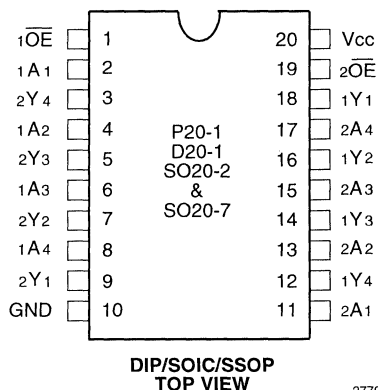 1OE 1 20 Vcc
1A1 2 19 2OE
2Y4 3 18 1Y1
1A2 4 17 2A4
2Y3 5 16 1Y2
1A3 6 15 2A3
2Y2 7 14 1Y3
1A4 8 13 2A2
2Y1 9 12 1Y4
GND 10 11 2A1
P20-1
D20-1
SO20-2
&
SO20-7
DIP/SOIC/SSOP
TOP VIEW